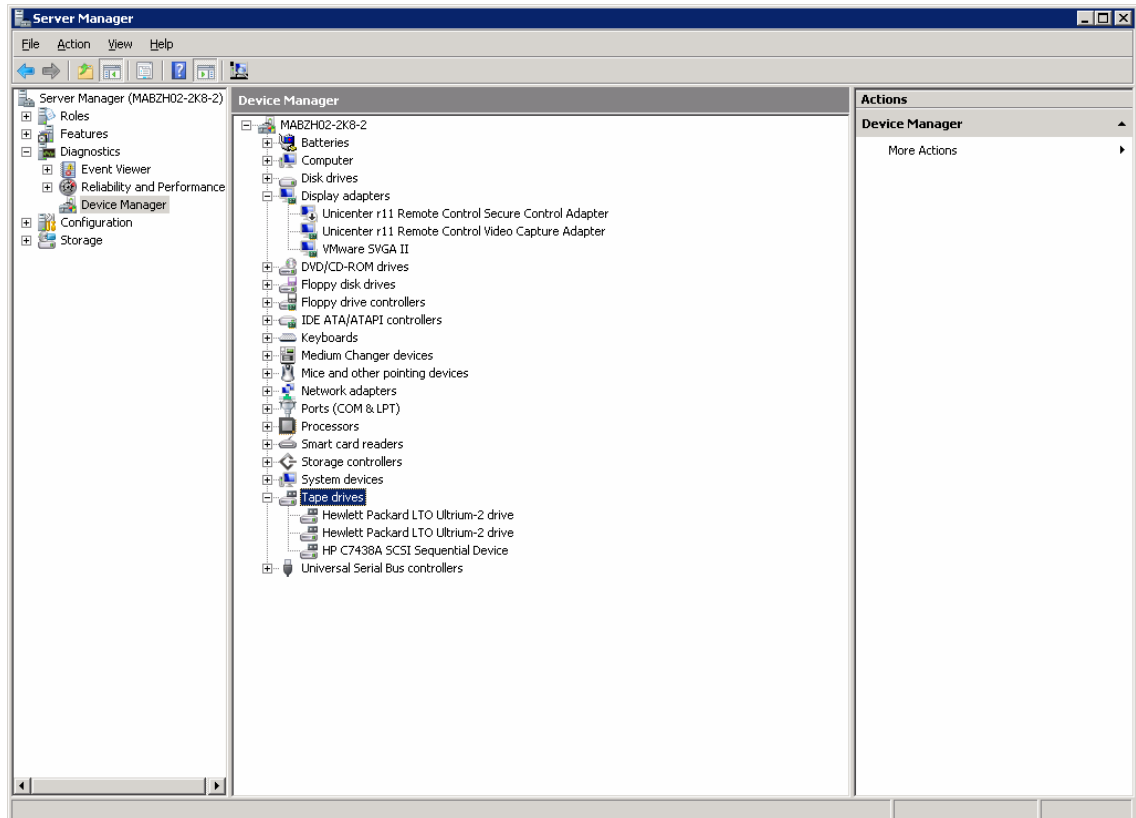 Server Manager
File Action View Help
Server Manager (MABZH02-2K8-2)
Roles
Features
Diagnostics
Event Viewer
Reliability and Performance
Device Manager
Configuration
Storage
Device Manager
MABZH02-2K8-2
Batteries
Computer
Disk drives
Display adapters
Unicenter r11 Remote Control Secure Control Adapter
Unicenter r11 Remote Control Video Capture Adapter
VMware SVGA II
DVD/CD-ROM drives
Floppy disk drives
Floppy drive controllers
IDE ATA/ATAPI controllers
Keyboards
Medium Changer devices
Mice and other pointing devices
Network adapters
Ports (COM & LPT)
Processors
Smart card readers
Storage controllers
System devices
Tape drives
Hewlett Packard LTO Ultrium-2 drive
Hewlett Packard LTO Ultrium-2 drive
HP C7438A SCSI Sequential Device
Universal Serial Bus controllers
Actions
Device Manager
More Actions